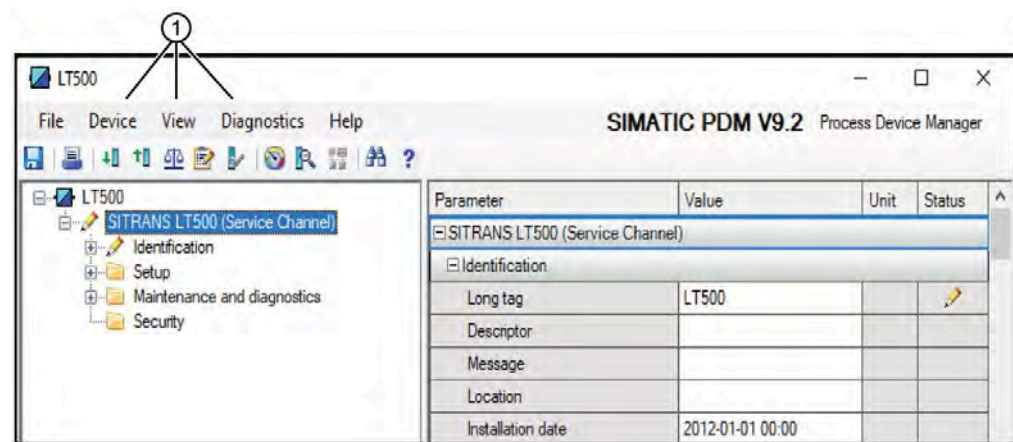 1
LT500
File Device View Diagnostics Help
SIMATIC PDM V9.2 Process Device Manager
?
LT500
SITRANS LT500 (Service Channel)
Identification
Setup
Maintenance and diagnostics
Security
Parameter Value Unit Status
SITRANS LT500 (Service Channel)
Identification
Long tag LT500
Descriptor
Message
Location
Installation date 2012-01-01 00:00